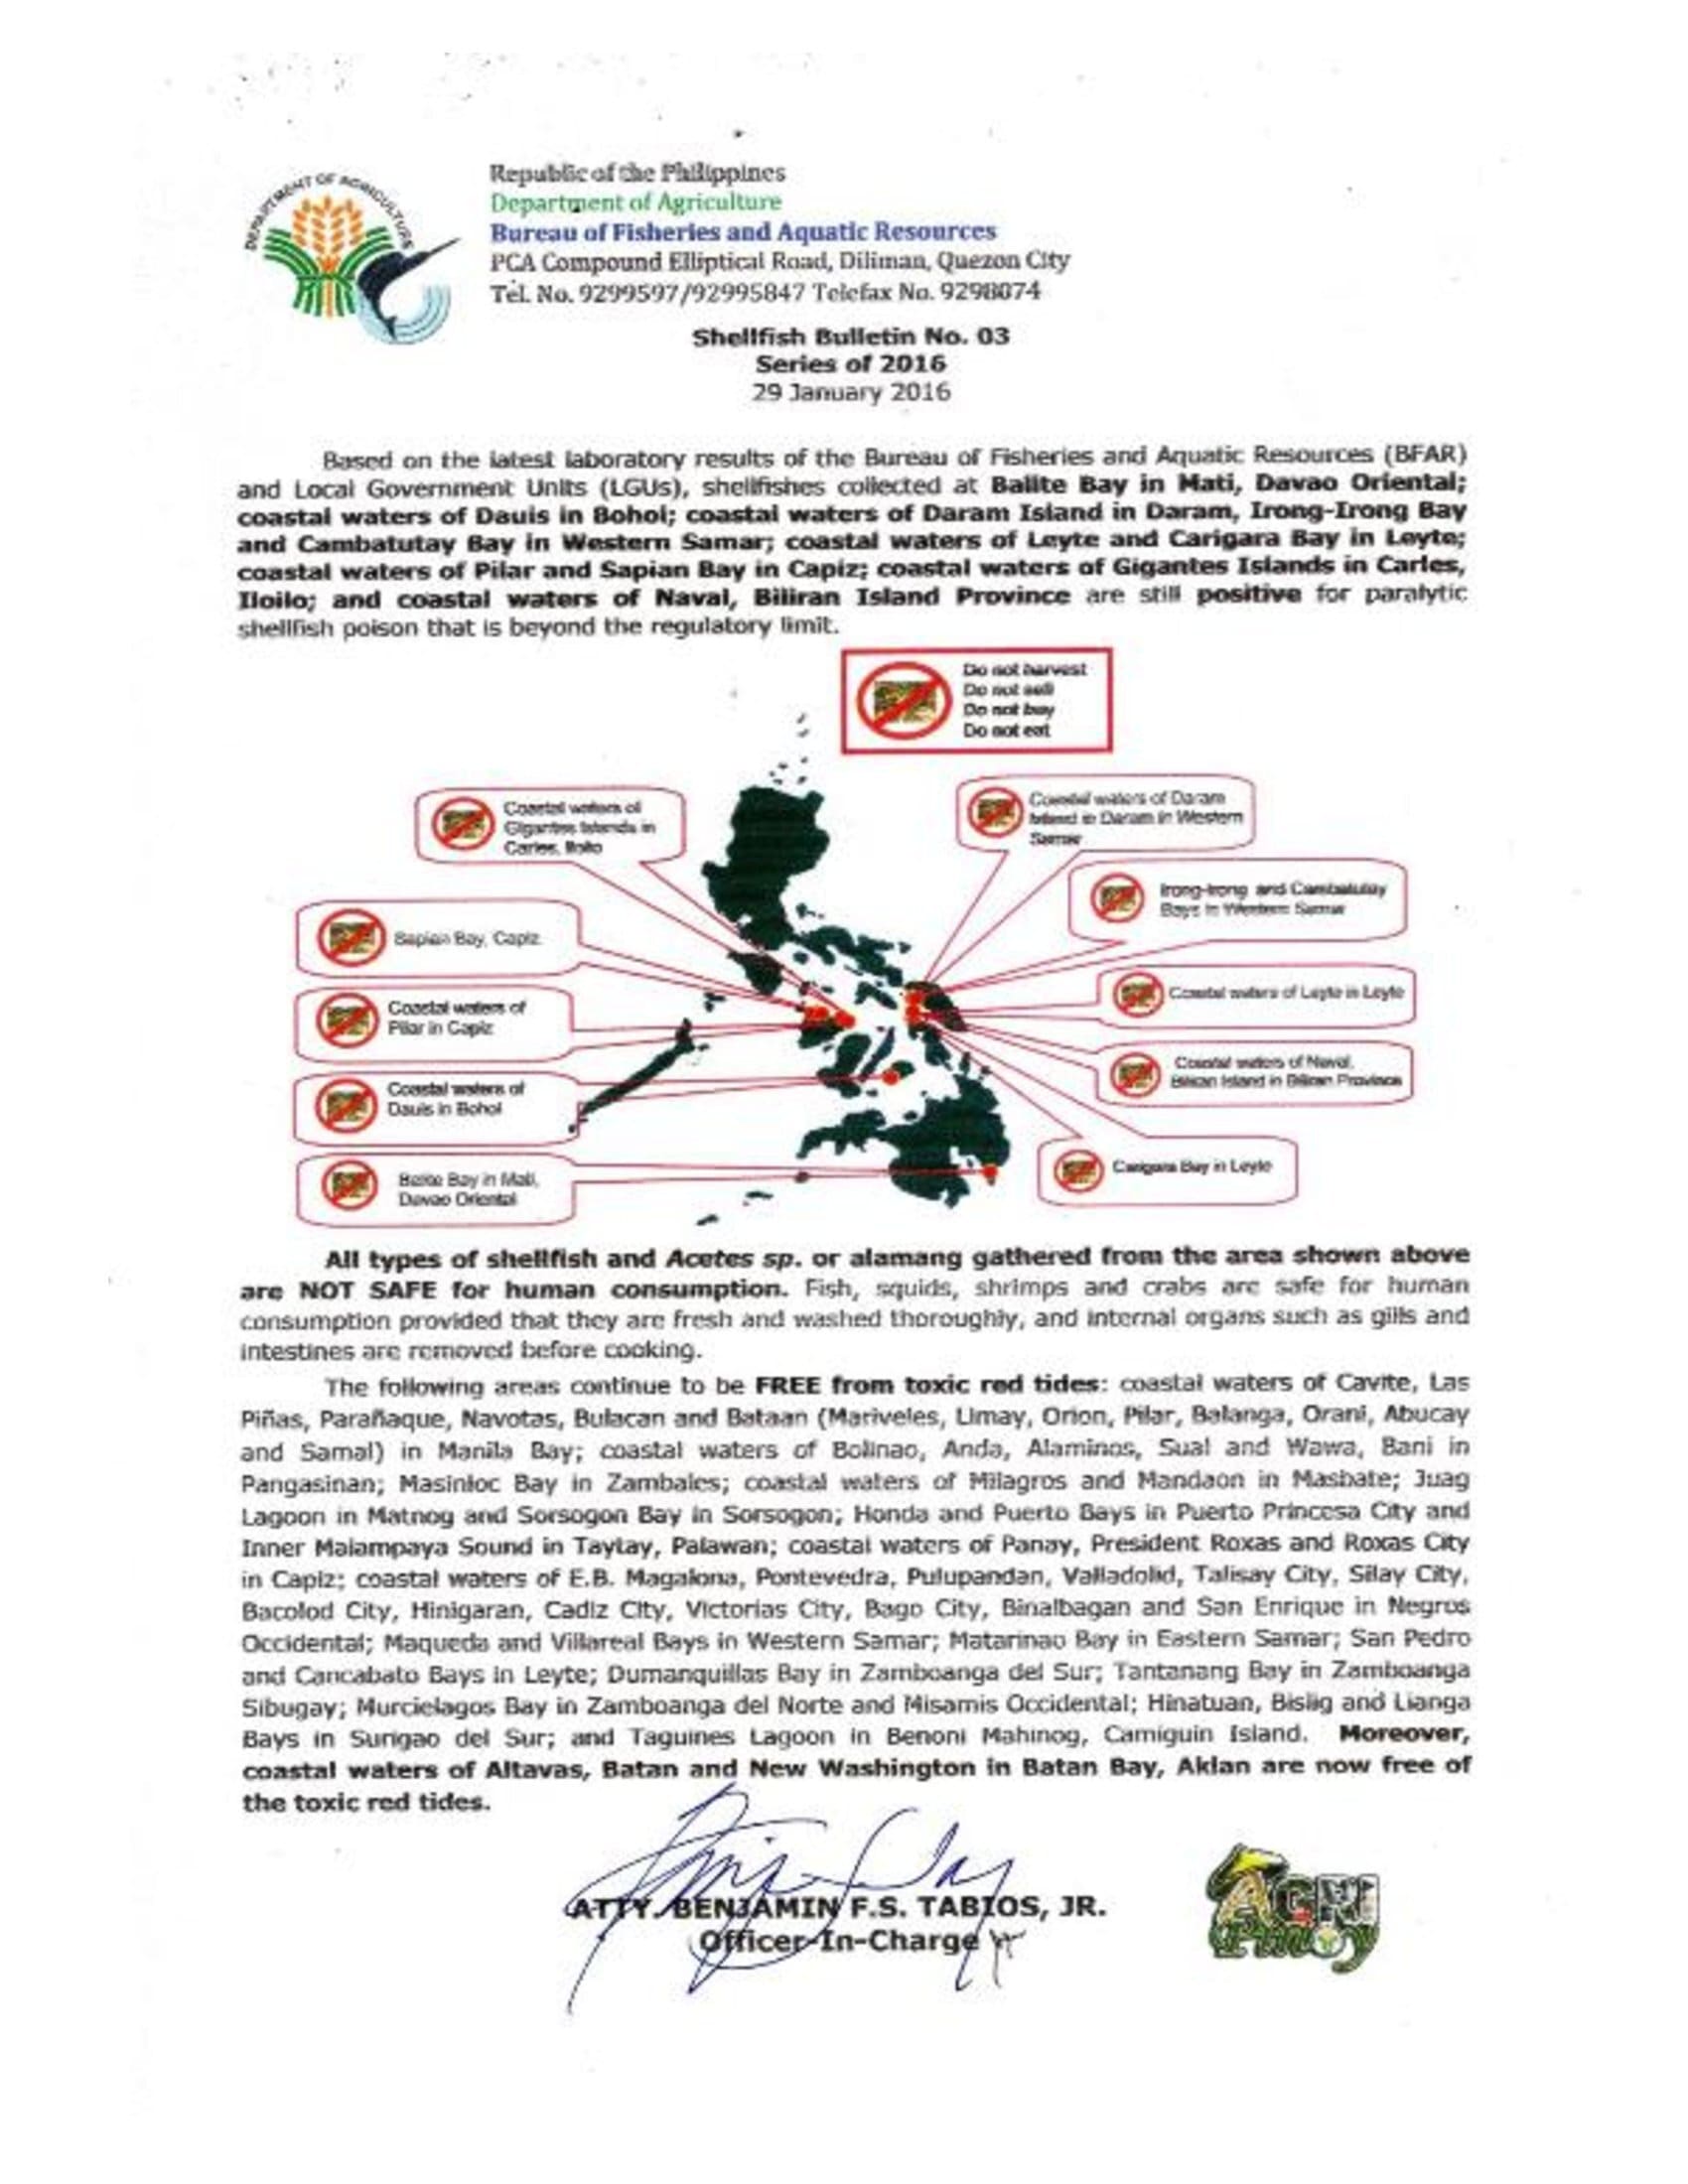 DEPARTMENT OF AGRICULTURE
Republic of the Philippines
Department of Agriculture
Bureau of Fisheries and Aquatic Resources
PCA Compound Elliptical Road, Diliman, Quezon City
Tel. No. 9299597/92995847 Telefax No. 9298074
Shellfish Bulletin No. 03
Series of 2016
29 January 2016
Based on the latest laboratory results of the Bureau of Fisheries and Aquatic Resources (BFAR)
and Local Government Units (LGUs), shellfishes collected at Balite Bay in Mati, Davao Oriental;
coastal waters of Dauis in Bohol; coastal waters of Daram Island in Daram, Irong-Irong Bay
and Cambatutay Bay in Western Samar; coastal waters of Leyte and Carigara Bay in Leyte;
coastal waters of Pilar and Sapian Bay in Capiz; coastal waters of Gigantes Islands in Carles,
Iloilo; and coastal waters of Naval, Biliran Island Province are still positive for paralytic
shellfish poison that is beyond the regulatory limit.
Do not harvest
Do not sell
Do not buy
Do not eat
Coastal waters of
Gigantes Islands in
Carles, Iloilo
Coastal waters of Daram
Island in Daram in Western
Samar
Irong-Irong and Cambatutay
Bays in Western Samar
Sapian Bay, Capiz
Coastal waters of Leyte in Leyte
Coastal waters of
Pilar in Capiz
Coastal waters of Naval,
Biliran Island in Biliran Province
Coastal waters of
Dauis in Bohol
Carigara Bay in Leyte
Balite Bay in Mati,
Davao Oriental
All types of shellfish and Acetes sp. or alamang gathered from the area shown above
are NOT SAFE for human consumption. Fish, squids, shrimps and crabs are safe for human
consumption provided that they are fresh and washed thoroughly, and internal organs such as gills and
intestines are removed before cooking.
The following areas continue to be FREE from toxic red tides: coastal waters of Cavite, Las
Piñas, Parañaque, Navotas, Bulacan and Bataan (Mariveles, Limay, Orion, Pilar, Balanga, Orani, Abucay
and Samal) in Manila Bay; coastal waters of Bolinao, Anda, Alaminos, Sual and Wawa, Bani in
Pangasinan; Masinloc Bay in Zambales; coastal waters of Milagros and Mandaon in Masbate; Juag
Lagoon in Matnog and Sorsogon Bay in Sorsogon; Honda and Puerto Bays in Puerto Princesa City and
Inner Malampaya Sound in Taytay, Palawan; coastal waters of Panay, President Roxas and Roxas City
in Capiz; coastal waters of E.B. Magalona, Pontevedra, Pulupandan, Valladolid, Talisay City, Silay City,
Bacolod City, Hinigaran, Cadiz City, Victorias City, Bago City, Binalbagan and San Enrique in Negros
Occidental; Maqueda and Villareal Bays in Western Samar; Matarinao Bay in Eastern Samar; San Pedro
and Cancabato Bays in Leyte; Dumanquillas Bay in Zamboanga del Sur; Tantanang Bay in Zamboanga
Sibugay; Murcielagos Bay in Zamboanga del Norte and Misamis Occidental; Hinatuan, Bislig and Lianga
Bays in Surigao del Sur; and Taguines Lagoon in Benoni Mahinog, Camiguin Island. Moreover,
coastal waters of Altavas, Batan and New Washington in Batan Bay, Aklan are now free of
the toxic red tides.
ATTY. BENJAMIN F.S. TABIOS, JR.
Officer-In-Charge
AGRI
Pinoy